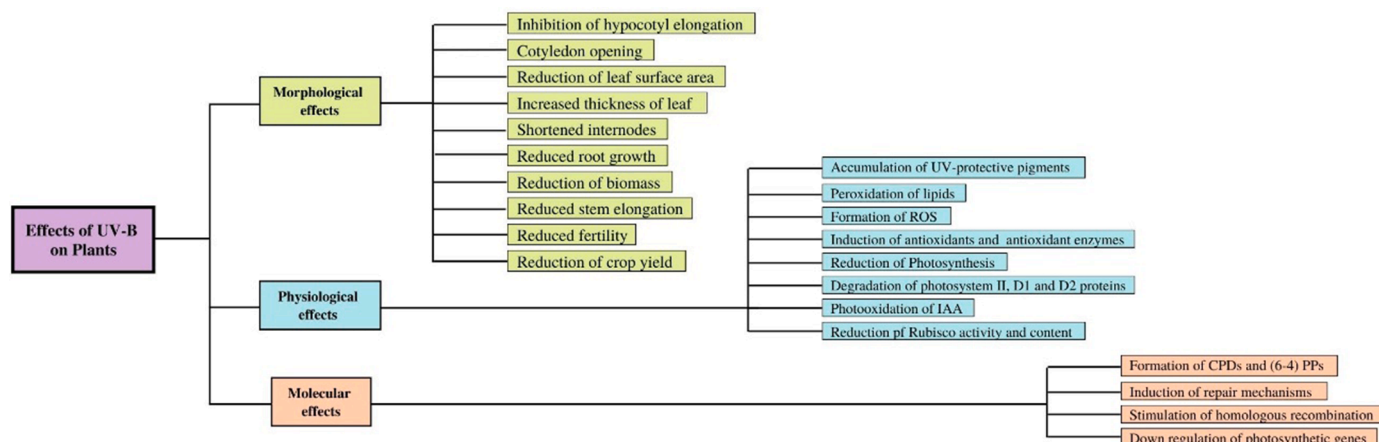 Effects of UV-B
on Plants
Morphological
effects
Inhibition of hypocotyl elongation
Cotyledon opening
Reduction of leaf surface area
Increased thickness of leaf
Shortened internodes
Reduced root growth
Reduction of biomass
Reduced stem elongation
Reduced fertility
Reduction of crop yield
Physiological
effects
Accumulation of UV-protective pigments
Peroxidation of lipids
Formation of ROS
Induction of antioxidants and antioxidant enzymes
Reduction of Photosynthesis
Degradation of photosystem II, D1 and D2 proteins
Photooxidation of IAA
Reduction pf Rubisco activity and content
Molecular
effects
Formation of CPDs and (6-4) PPs
Induction of repair mechanisms
Stimulation of homologous recombination
Down regulation of photosynthetic genes